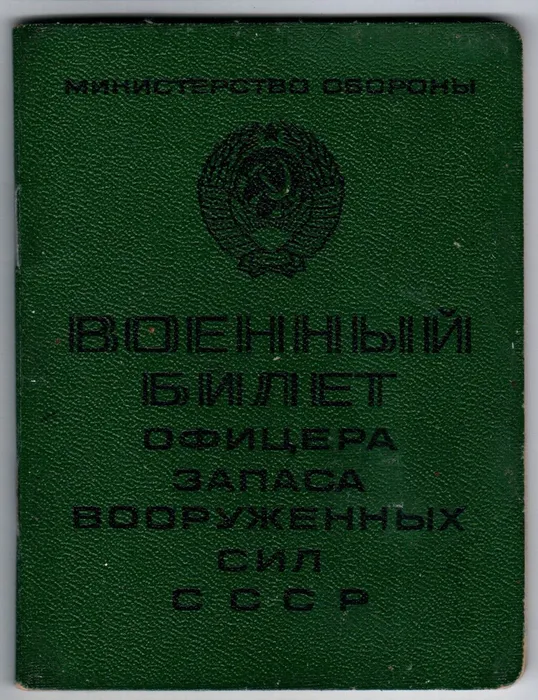 МИНИСТЕРСТВО ОБОРОНЫ
ВОЕННЫЙ
БИЛЕТ
ОФИЦЕРА
ЗАПАСА
ВООРУЖЕННЫХ
СИЛ
СССР